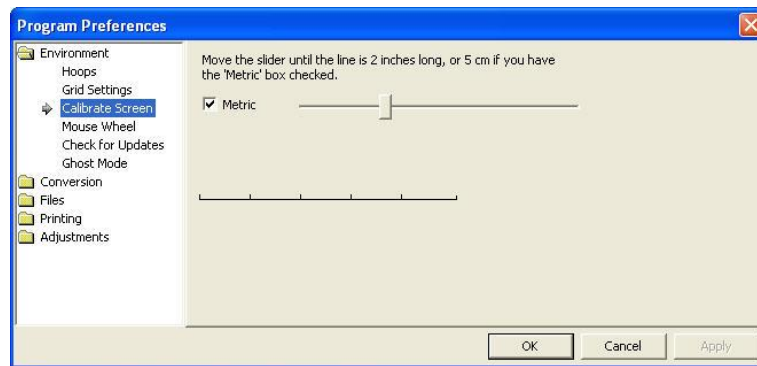 Program Preferences
Environment
Hoops
Grid Settings
Calibrate Screen
Mouse Wheel
Check for Updates
Ghost Mode
Conversion
Files
Printing
Adjustments
Move the slider until the line is 2 inches long, or 5 cm if you have
the 'Metric' box checked.
Metric
OK
Cancel
Apply